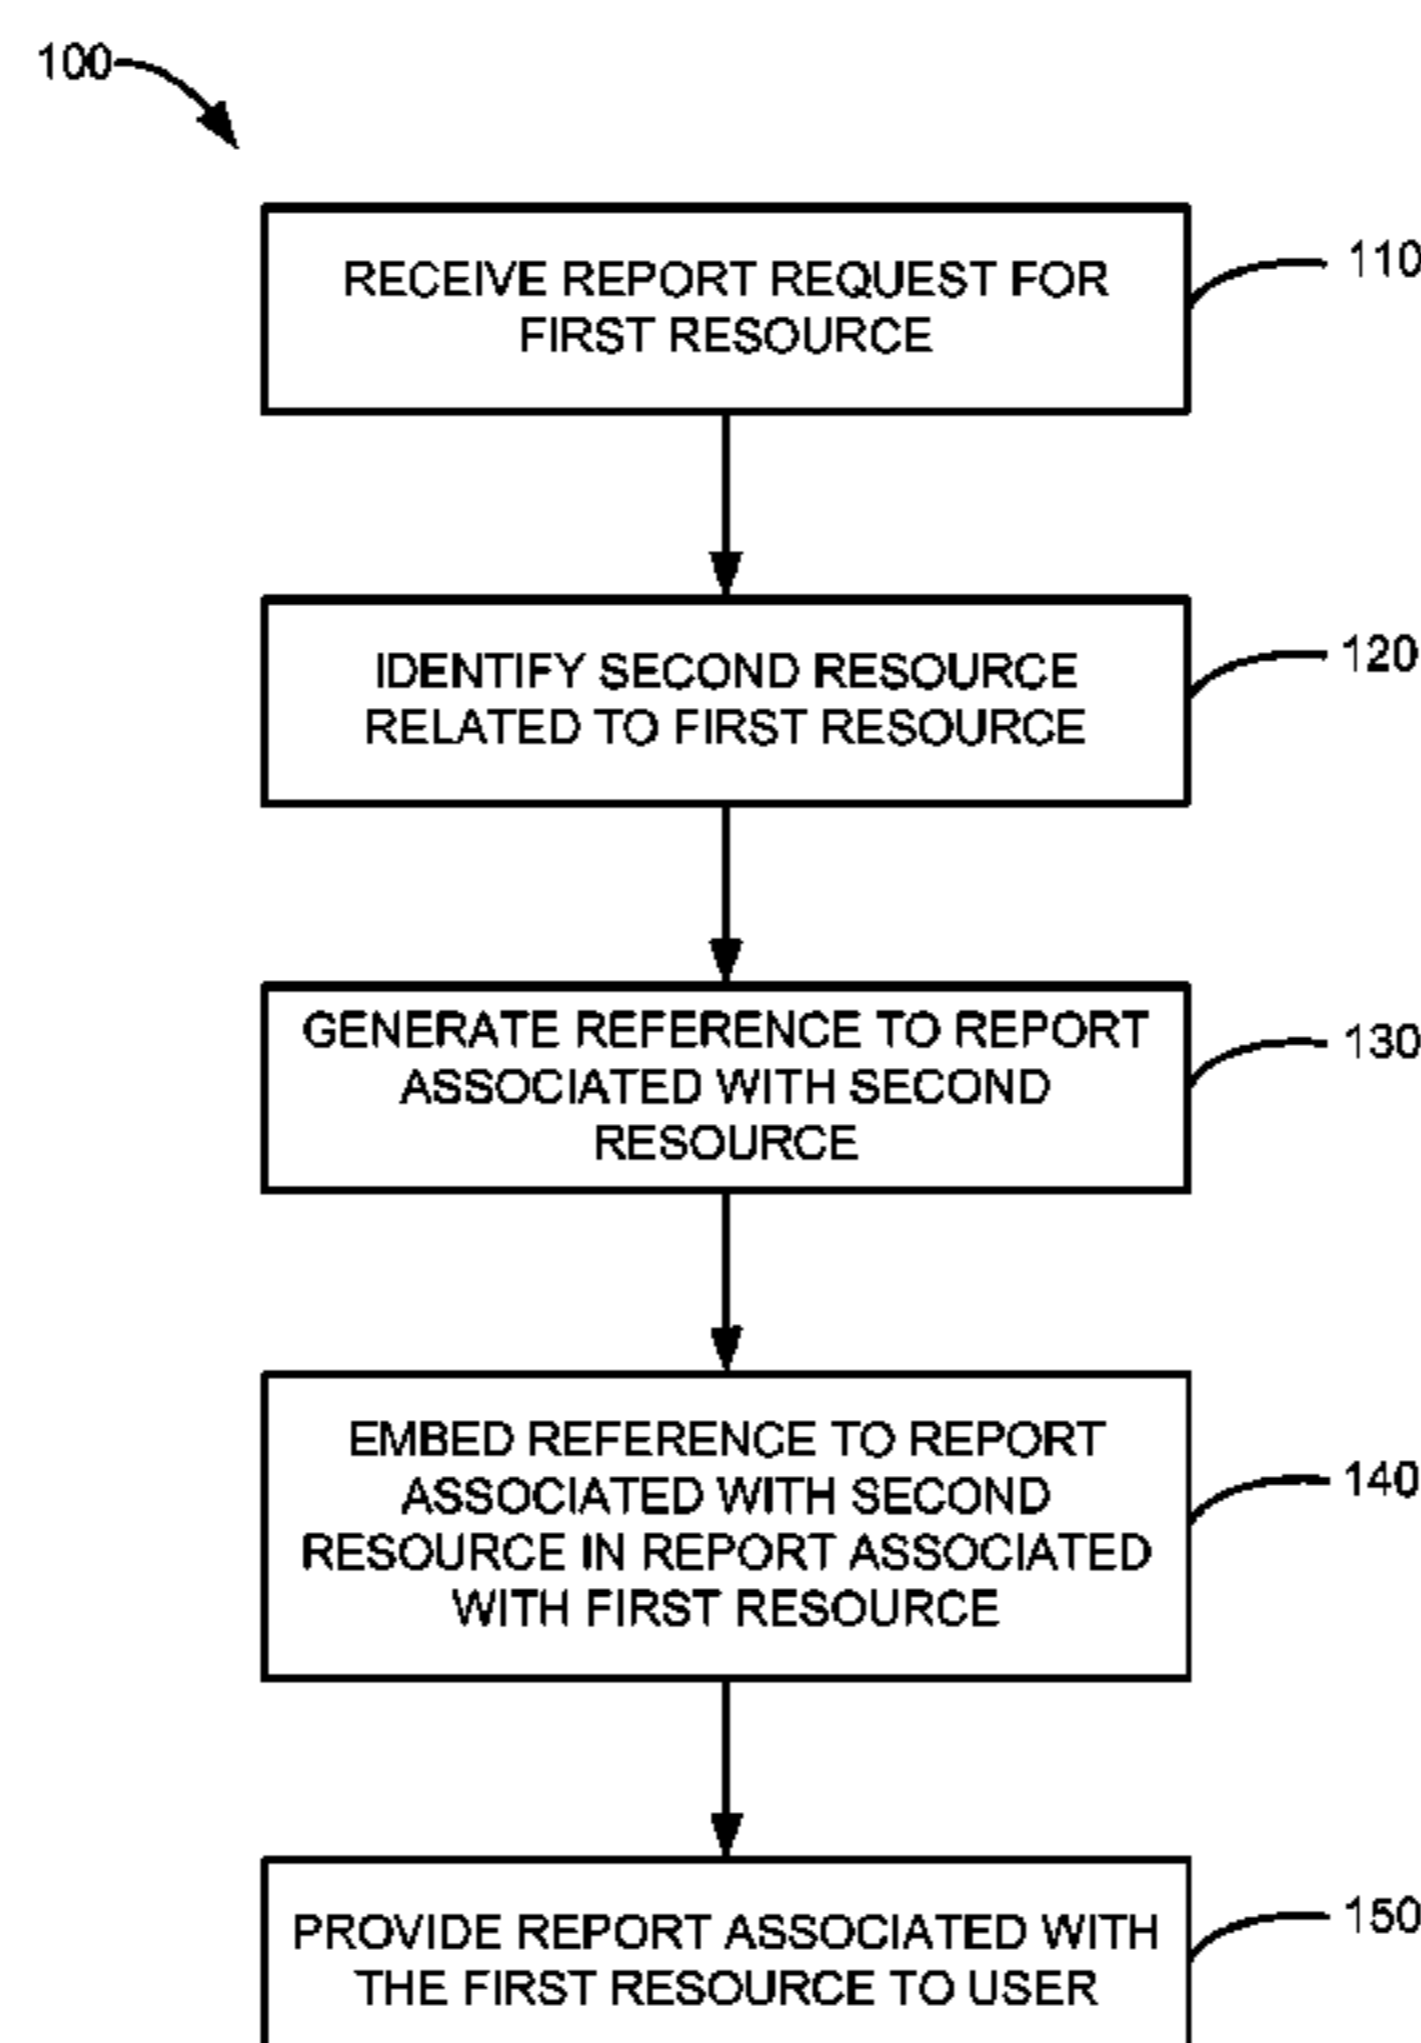 100
RECEIVE REPORT REQUEST FOR
FIRST RESOURCE
110
IDENTIFY SECOND RESOURCE
RELATED TO FIRST RESOURCE
120
GENERATE REFERENCE TO REPORT
ASSOCIATED WITH SECOND
RESOURCE
130
EMBED REFERENCE TO REPORT
ASSOCIATED WITH SECOND
RESOURCE IN REPORT ASSOCIATED
WITH FIRST RESOURCE
140
PROVIDE REPORT ASSOCIATED WITH
THE FIRST RESOURCE TO USER
150